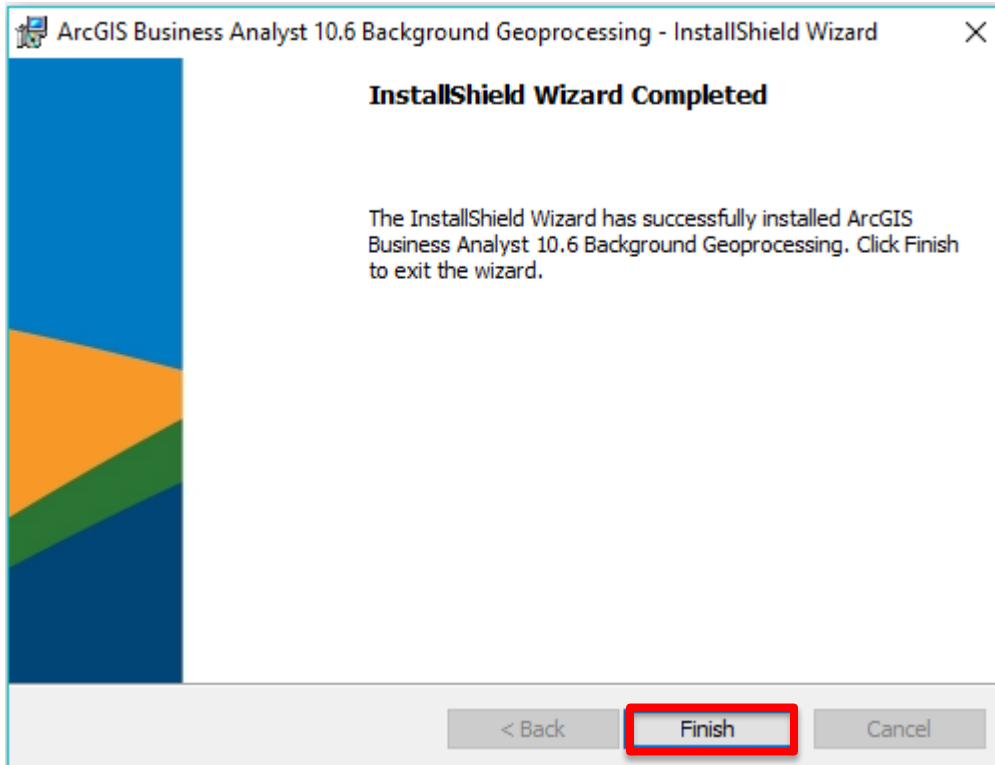 ArcGIS Business Analyst 10.6 Background Geoprocessing - InstallShield Wizard
InstallShield Wizard Completed
The InstallShield Wizard has successfully installed ArcGIS
Business Analyst 10.6 Background Geoprocessing. Click Finish
to exit the wizard.
< Back Finish Cancel